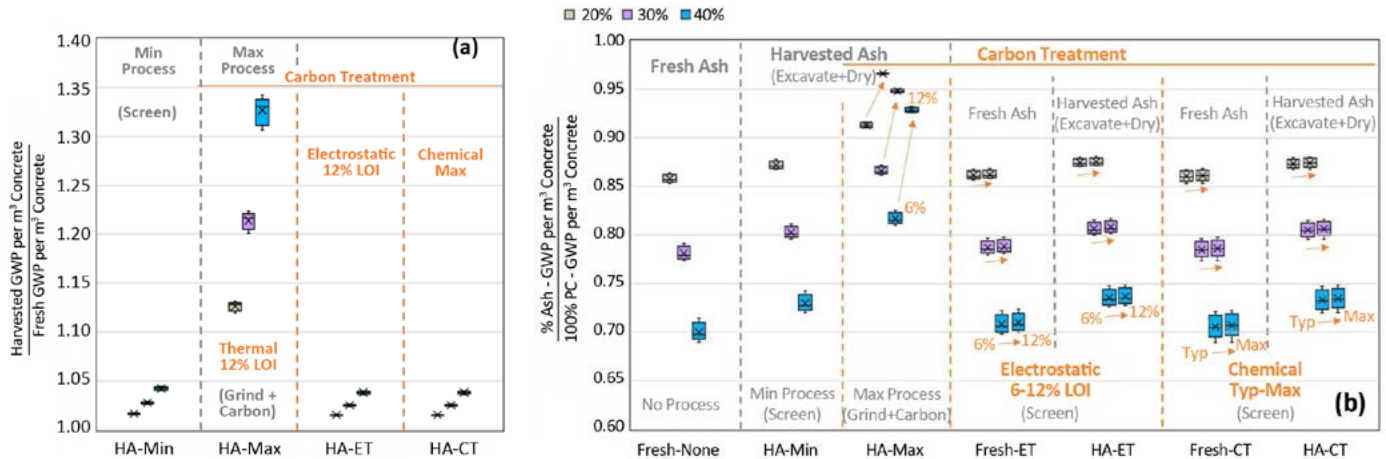 20% 30% 40%
(a)
Harvested GWP per m³ Concrete
Fresh GWP per m³ Concrete
1.40
1.35
1.30
1.25
1.20
1.15
1.10
1.05
1.00
Min
Process
(Screen)
Max
Process
Carbon Treatment
Electrostatic
12% LOI
Chemical
Max
Thermal
12% LOI
(Grind +
Carbon)
HA-Min HA-Max HA-ET HA-CT
% Ash - GWP per m³ Concrete
100% PC - GWP per m³ Concrete
1.00
0.95
0.90
0.85
0.80
0.75
0.70
0.65
0.60
Fresh Ash
Harvested Ash
(Excavate+Dry)
Carbon Treatment
12%
6%
Fresh Ash
Harvested Ash
(Excavate+Dry)
Fresh Ash
Harvested Ash
(Excavate+Dry)
6% 12%
6% 12%
Typ Max
Typ Max
No Process
Min Process
(Screen)
Max Process
(Grind+Carbon)
Electrostatic
6-12% LOI
(Screen)
Chemical
Typ-Max
(Screen)
(b)
Fresh-None HA-Min HA-Max Fresh-ET HA-ET Fresh-CT HA-CT